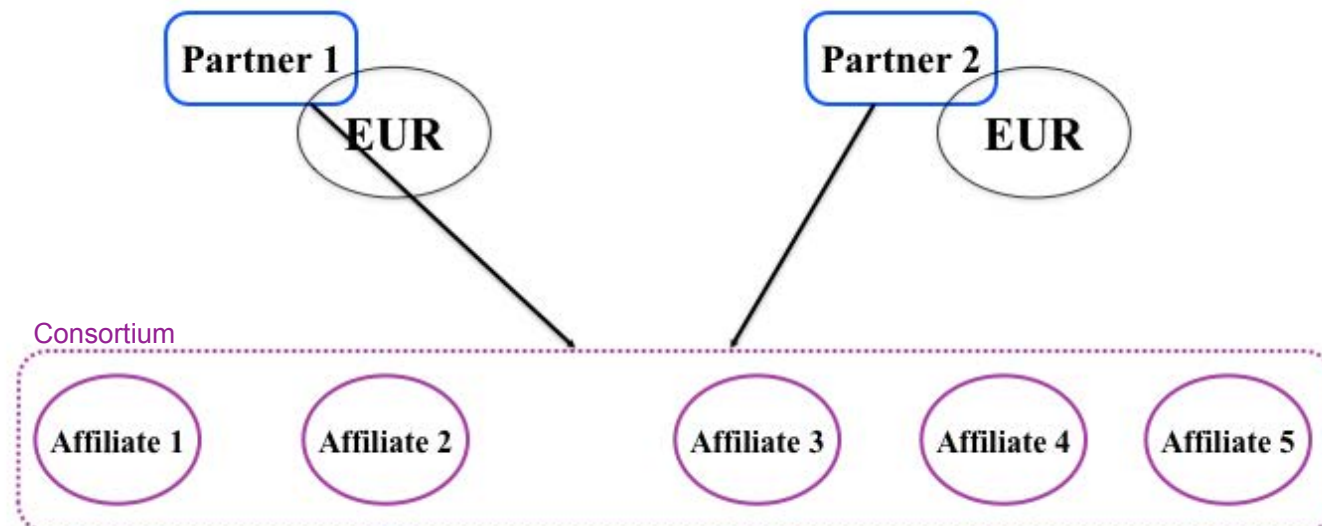 Partner 1
Partner 2
EUR
EUR
Consortium
Affiliate 1
Affiliate 2
Affiliate 3
Affiliate 4
Affiliate 5